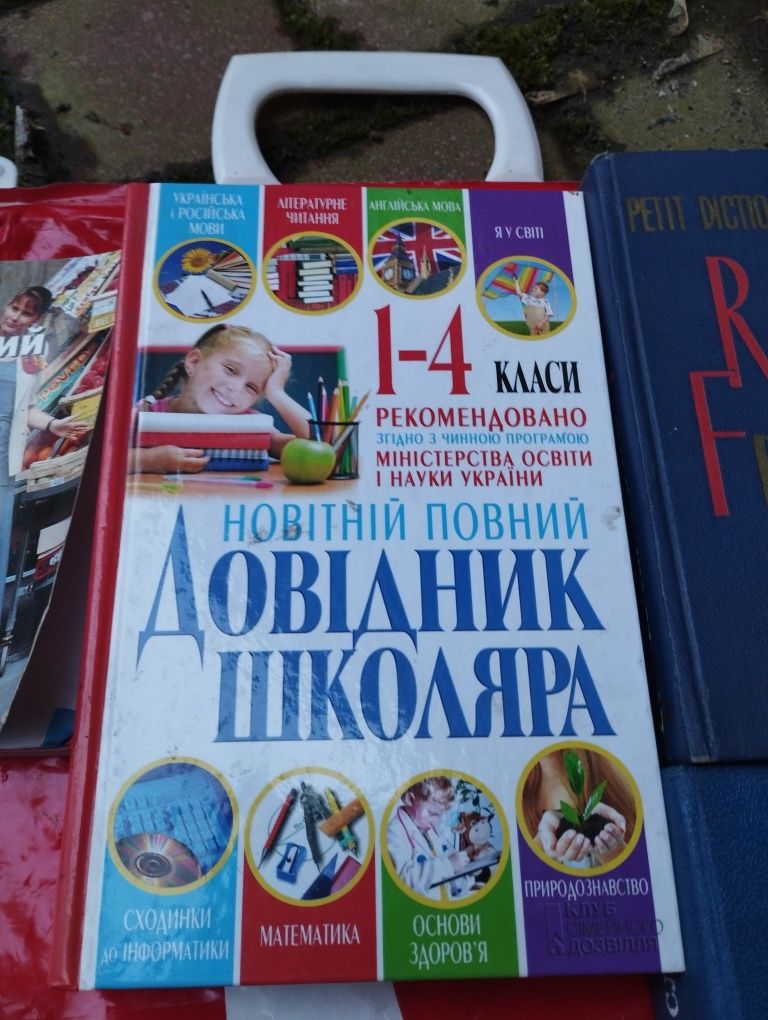 УКРАЇНСЬКА
і РОСІЙСЬКА
МОВИ
ЛІТЕРАТУРНЕ
ЧИТАННЯ
АНГЛІЙСЬКА МОВА
Я У СВІТІ
1-4 КЛАСИ
РЕКОМЕНДОВАНО
ЗГІДНО З ЧИННОЮ ПРОГРАМОЮ
МІНІСТЕРСТВА ОСВІТИ
І НАУКИ УКРАЇНИ
НОВІТНІЙ ПОВНИЙ
ДОВІДНИК
ШКОЛЯРА
СХОДИНКИ
до ІНФОРМАТИКИ
МАТЕМАТИКА
ОСНОВИ
ЗДОРОВ'Я
ПРИРОДОЗНАВСТВО
КЛУБ
СІМЕЙНОГО
ДОЗВІЛЛЯ
ИЙ
PETIT DICTIO
R
F